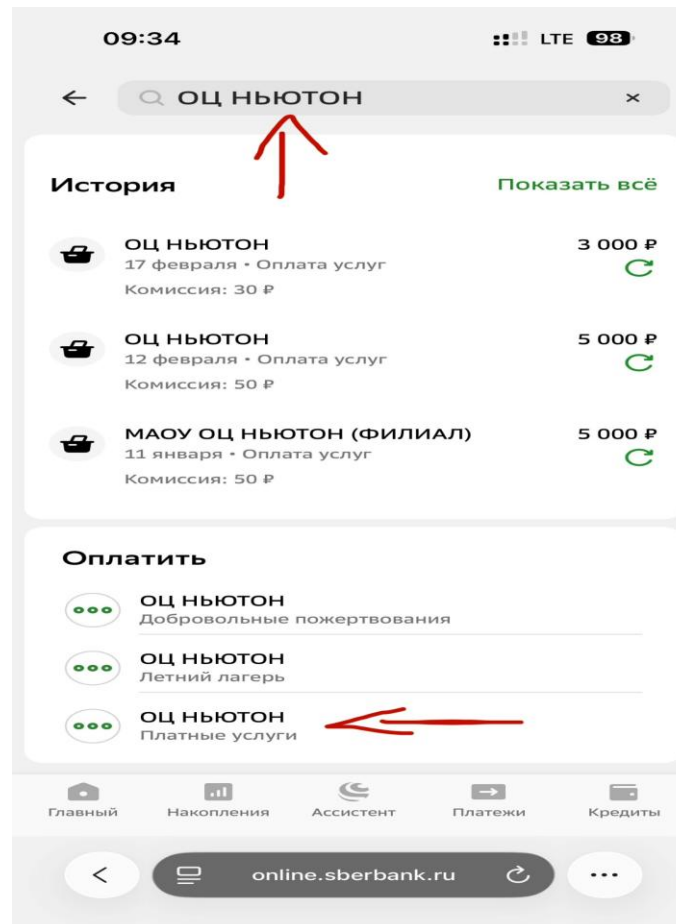 09:34 LTE 98
ОЦ НЬЮТОН ×
История Показать всё
ОЦ НЬЮТОН 3 000 ₽
17 февраля • Оплата услуг
Комиссия: 30 ₽
ОЦ НЬЮТОН 5 000 ₽
12 февраля • Оплата услуг
Комиссия: 50 ₽
МАОУ ОЦ НЬЮТОН (ФИЛИАЛ) 5 000 ₽
11 января • Оплата услуг
Комиссия: 50 ₽
Оплатить
ОЦ НЬЮТОН
Добровольные пожертвования
ОЦ НЬЮТОН
Летний лагерь
ОЦ НЬЮТОН
Платные услуги
Главный Накопления Ассистент Платежи Кредиты
online.sberbank.ru